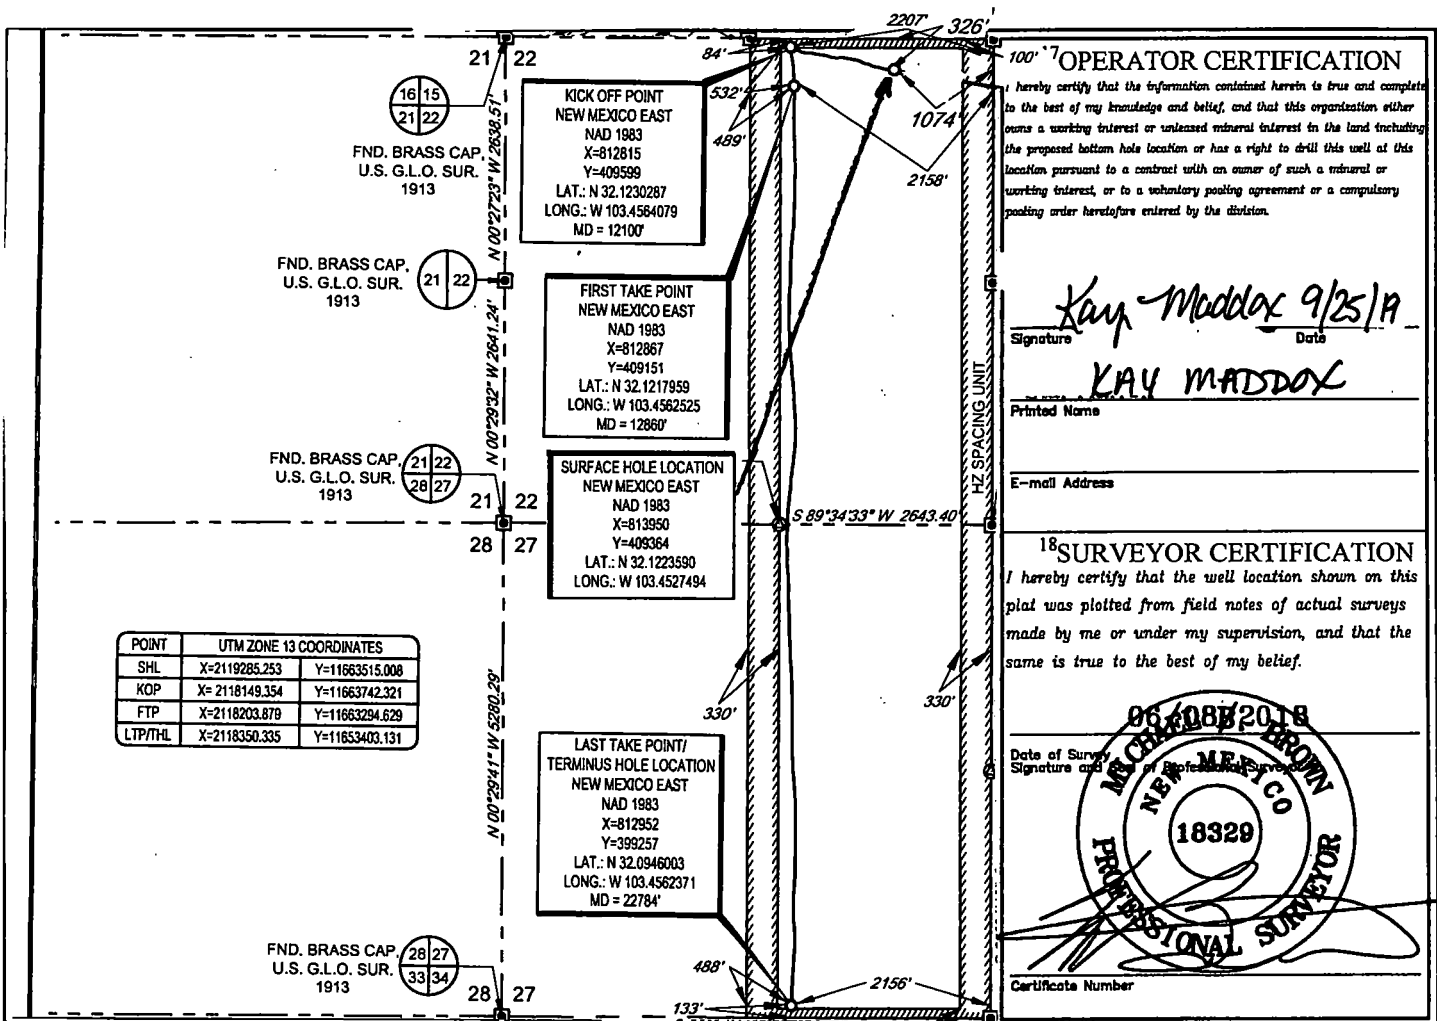 2207'
326'
84'
100'
21 22
16 15
21 22
FND. BRASS CAP.
U.S. G.L.O. SUR.
1913
N 00°27'23" W 2638.51'
KICK OFF POINT
NEW MEXICO EAST
NAD 1983
X=812815
Y=409599
LAT.: N 32.1230287
LONG.: W 103.4564079
MD = 12100'
532'
489'
1074'
2158'
FND. BRASS CAP.
U.S. G.L.O. SUR.
1913
21 22
N 00°29'32" W 2641.24'
FIRST TAKE POINT
NEW MEXICO EAST
NAD 1983
X=812867
Y=409151
LAT.: N 32.1217959
LONG.: W 103.4562525
MD = 12860'
FND. BRASS CAP.
U.S. G.L.O. SUR.
1913
21 22
28 27
21 22
28 27
SURFACE HOLE LOCATION
NEW MEXICO EAST
NAD 1983
X=813950
Y=409364
LAT.: N 32.1223590
LONG.: W 103.4527494
HZ SPACING UNIT
S 89°34'33" W 2643.40'
POINT UTM ZONE 13 COORDINATES
SHL X=2119285.253 Y=11663515.008
KOP X= 2118149.354 Y=11663742.321
FTP X=2118203.879 Y=11663294.629
LTP/THL X=2118350.335 Y=11653403.131
N 00°29'41" W 5280.29'
330'
330'
LAST TAKE POINT/
TERMINUS HOLE LOCATION
NEW MEXICO EAST
NAD 1983
X=812952
Y=399257
LAT.: N 32.0946003
LONG.: W 103.4562371
MD = 22784'
FND. BRASS CAP.
U.S. G.L.O. SUR.
1913
28 27
33 34
28 27
488'
2156'
133'
17 OPERATOR CERTIFICATION
I hereby certify that the information contained herein is true and complete
to the best of my knowledge and belief, and that this organization either
owns a working interest or unleased mineral interest in the land including
the proposed bottom hole location or has a right to drill this well at this
location pursuant to a contract with an owner of such a mineral or
working interest, or to a voluntary pooling agreement or a compulsory
pooling order heretofore entered by the division.
Kay Maddox 9/25/19
Signature Date
KAY MADDOX
Printed Name
E-mail Address
18 SURVEYOR CERTIFICATION
I hereby certify that the well location shown on this
plat was plotted from field notes of actual surveys
made by me or under my supervision, and that the
same is true to the best of my belief.
06/08/2018
Date of Survey
Signature and Seal of Professional Surveyor
MICHAEL B. BROWN
NEW MEXICO
18329
PROFESSIONAL SURVEYOR
Certificate Number